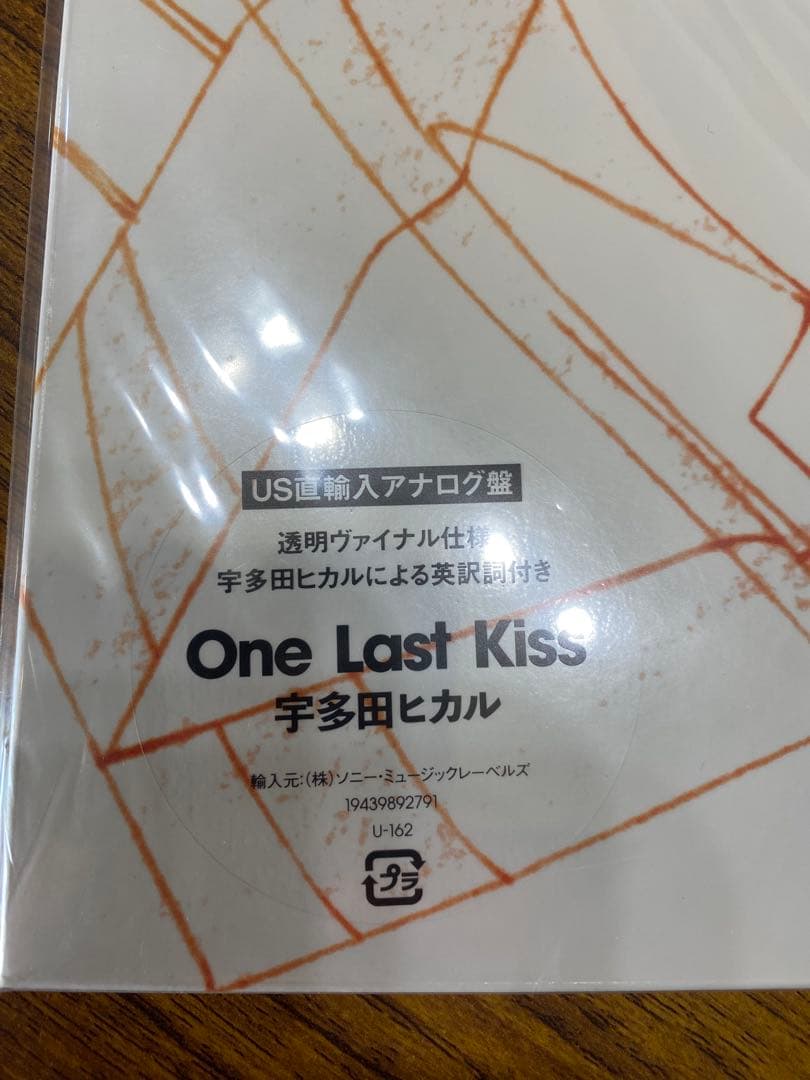 US直輸入アナログ盤
透明ヴァイナル仕様
宇多田ヒカルによる英訳詞付き
One Last Kiss
宇多田ヒカル
輸入元:(株)ソニー・ミュージックレーベルズ
19439892791
U-162
プラ